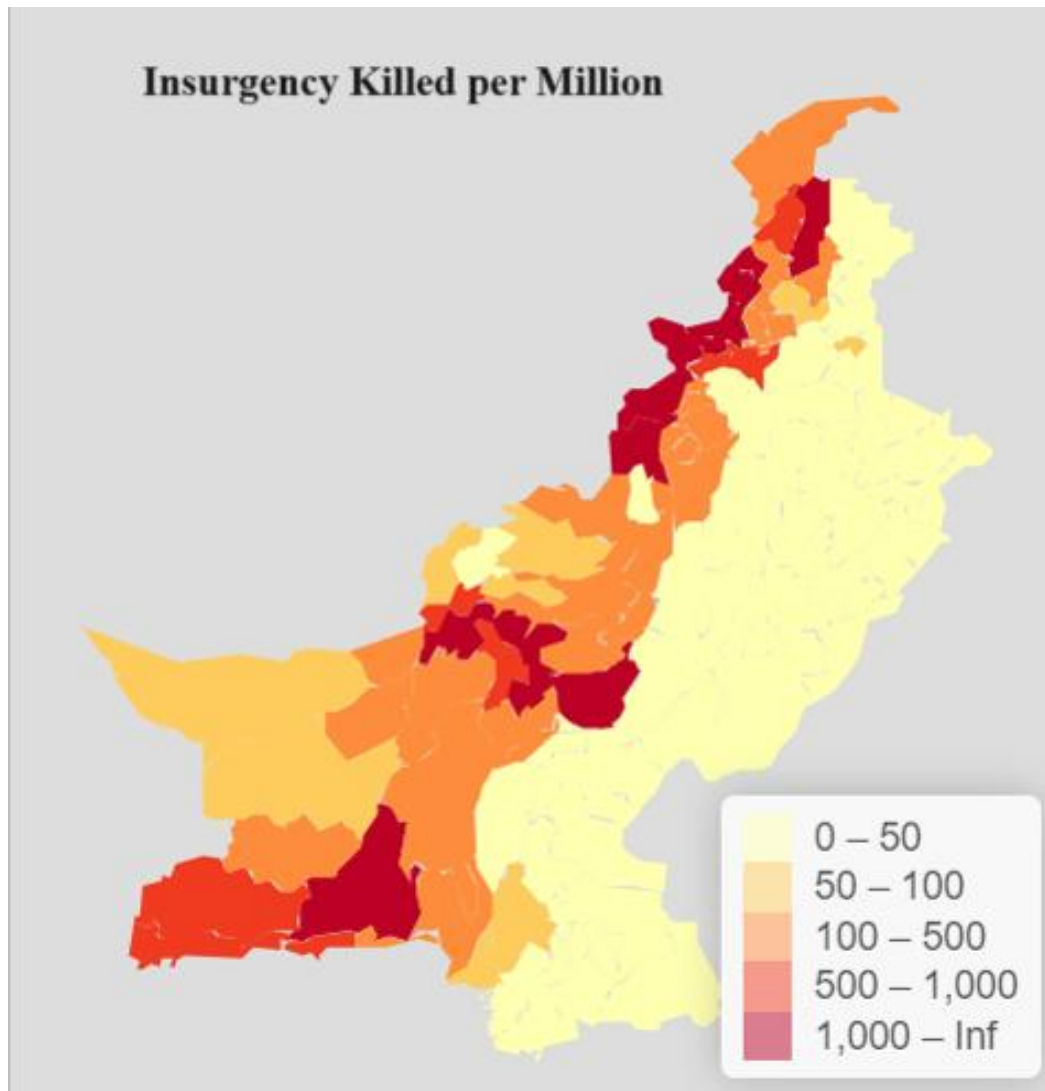 Insurgency Killed per Million
0 – 50
50 – 100
100 – 500
500 – 1,000
1,000 – Inf